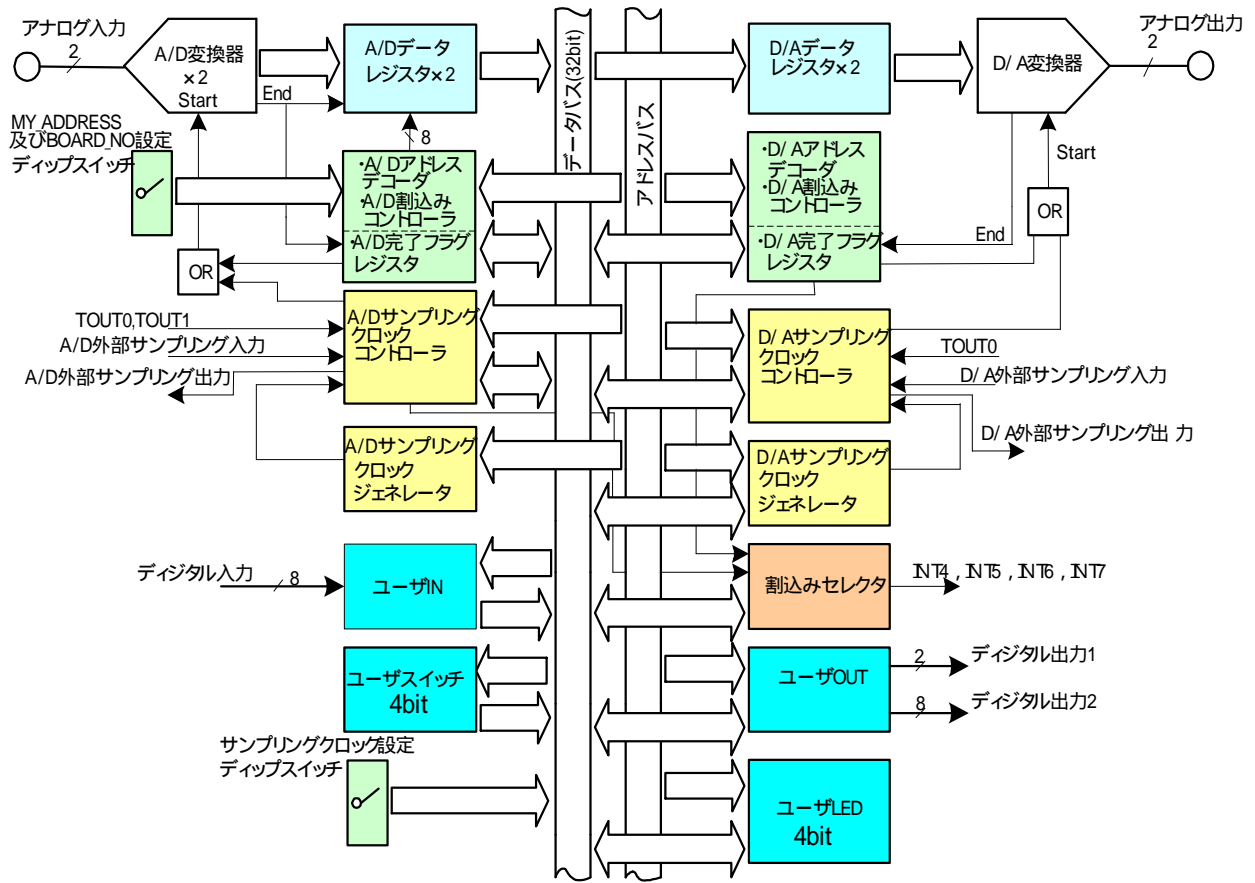 アナログ入力
2
A/D変換器
×2
Start
End
A/Dデータ
レジスタ×2
データバス(32bit)
アドレスバス
D/Aデータ
レジスタ×2
D/A変換器
アナログ出力
2
Start
MY_ADDRESS
及びBOARD_NO設定
ディップスイッチ
8
・A/Dアドレス
デコーダ
・A/D割込み
コントローラ
・A/D完了フラグ
レジスタ
OR
・D/Aアドレス
デコーダ
・D/A割込み
コントローラ
・D/A完了フラグ
レジスタ
End
OR
TOUT0,TOUT1
A/D外部サンプリング入力
A/D外部サンプリング出力
A/Dサンプリング
クロック
コントローラ
D/Aサンプリング
クロック
コントローラ
TOUT0
D/A外部サンプリング入力
D/A外部サンプリング出 力
A/Dサンプリング
クロック
ジェネレータ
D/Aサンプリング
クロック
ジェネレータ
ディジタル入力
8
ユーザIN
割込みセレクタ
INT4 , INT5 , INT6 , INT7
ユーザスイッチ
4bit
ユーザOUT
2
ディジタル出力1
8
ディジタル出力2
サンプリングクロック設定
ディップスイッチ
ユーザLED
4bit